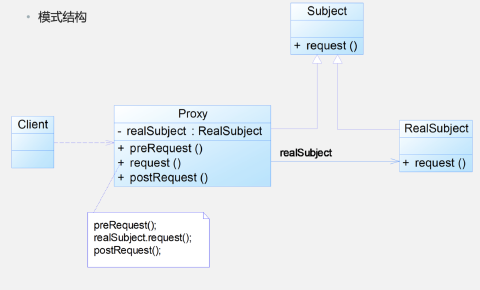 • 模式结构
Subject
+ request ()
Client
Proxy
- realSubject : RealSubject
+ preRequest ()
+ request ()
+ postRequest ()
realSubject
RealSubject
+ request ()
preRequest();
realSubject.request();
postRequest();